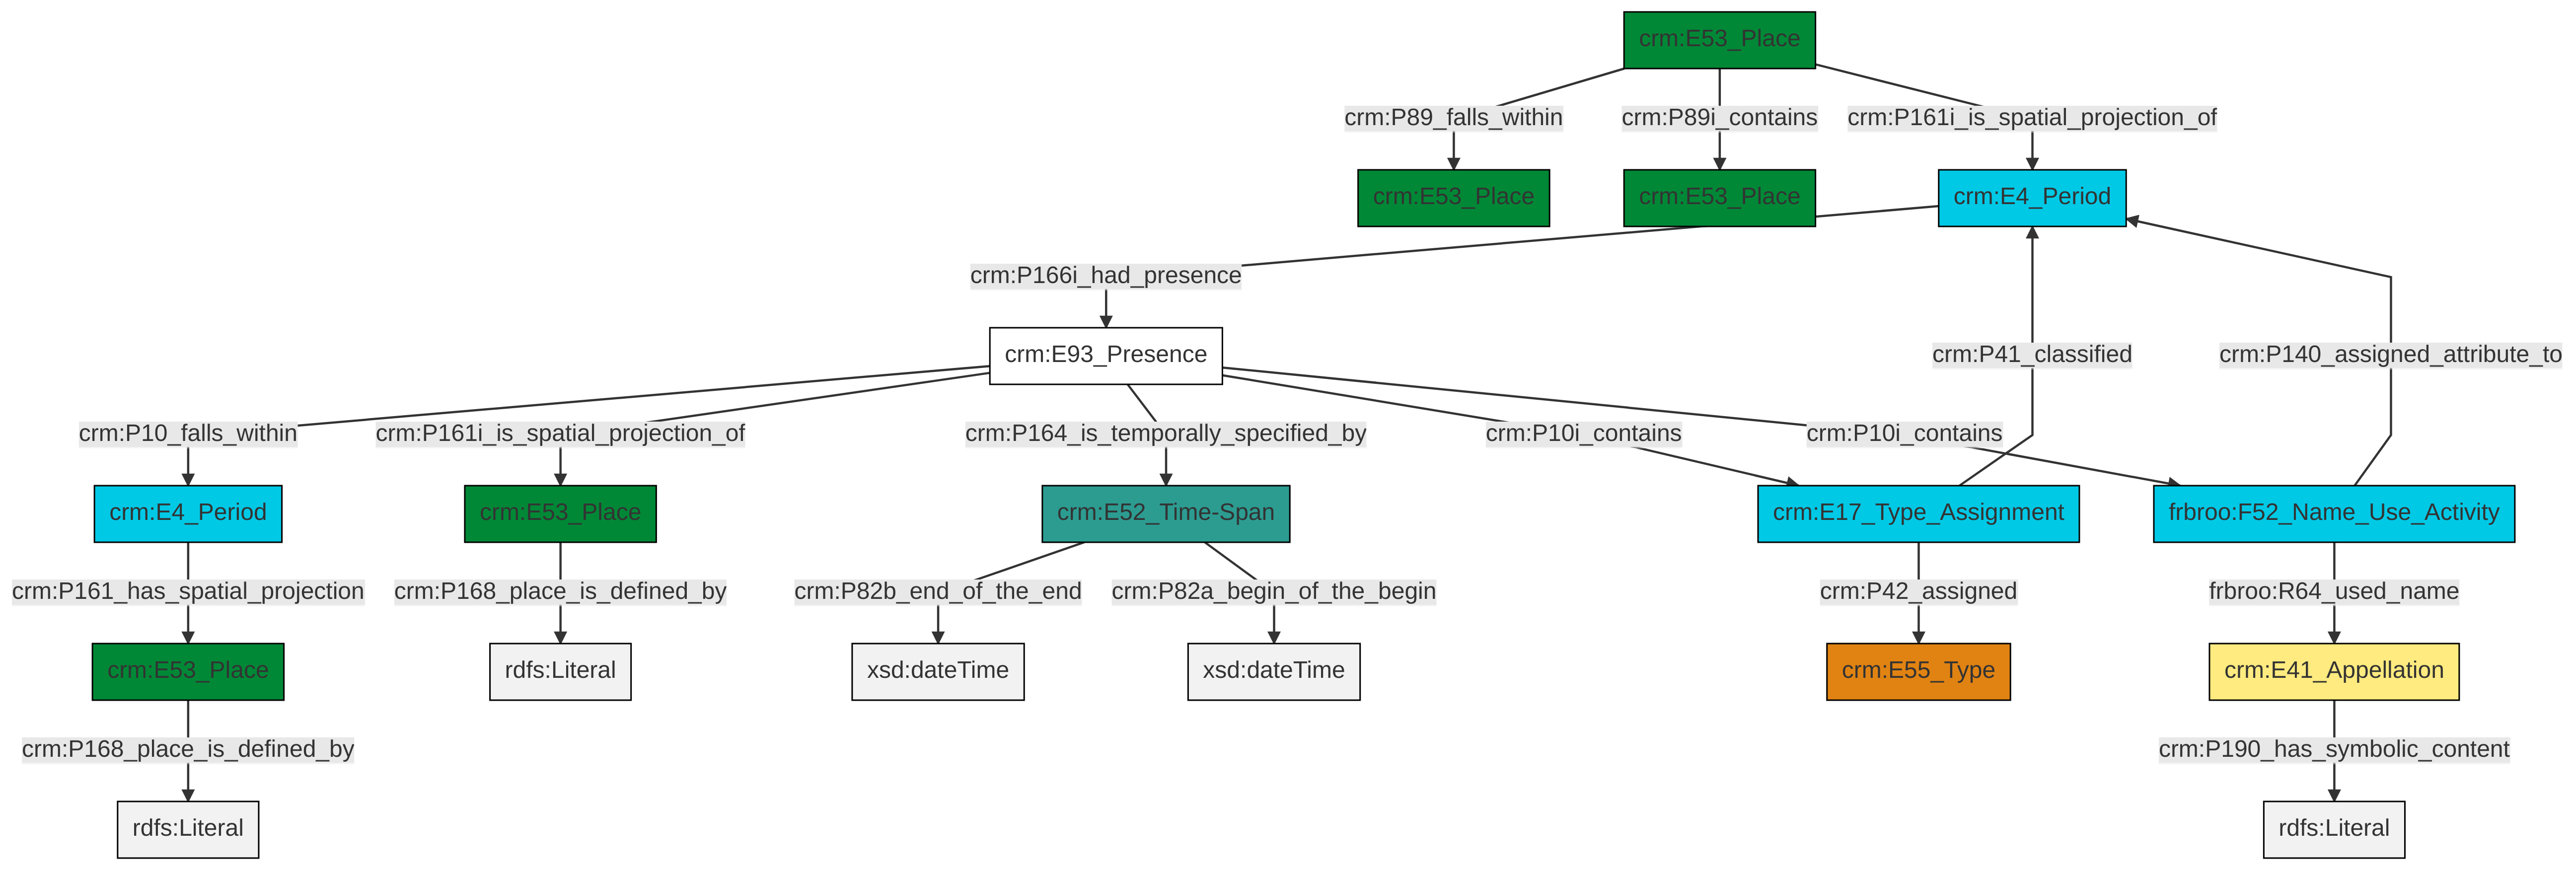 crm:E53_Place
crm:P89_falls_within
crm:P89i_contains
crm:P161i_is_spatial_projection_of
crm:E53_Place
crm:E53_Place
crm:E4_Period
crm:P166i_had_presence
crm:E93_Presence
crm:P41_classified
crm:P140_assigned_attribute_to
crm:P10_falls_within
crm:P161i_is_spatial_projection_of
crm:P164_is_temporally_specified_by
crm:P10i_contains
crm:P10i_contains
crm:E4_Period
crm:E53_Place
crm:E52_Time-Span
crm:E17_Type_Assignment
frbroo:F52_Name_Use_Activity
crm:P161_has_spatial_projection
crm:P168_place_is_defined_by
crm:P82b_end_of_the_end
crm:P82a_begin_of_the_begin
crm:P42_assigned
frbroo:R64_used_name
crm:E53_Place
rdfs:Literal
xsd:dateTime
xsd:dateTime
crm:E55_Type
crm:E41_Appellation
crm:P168_place_is_defined_by
crm:P190_has_symbolic_content
rdfs:Literal
rdfs:Literal